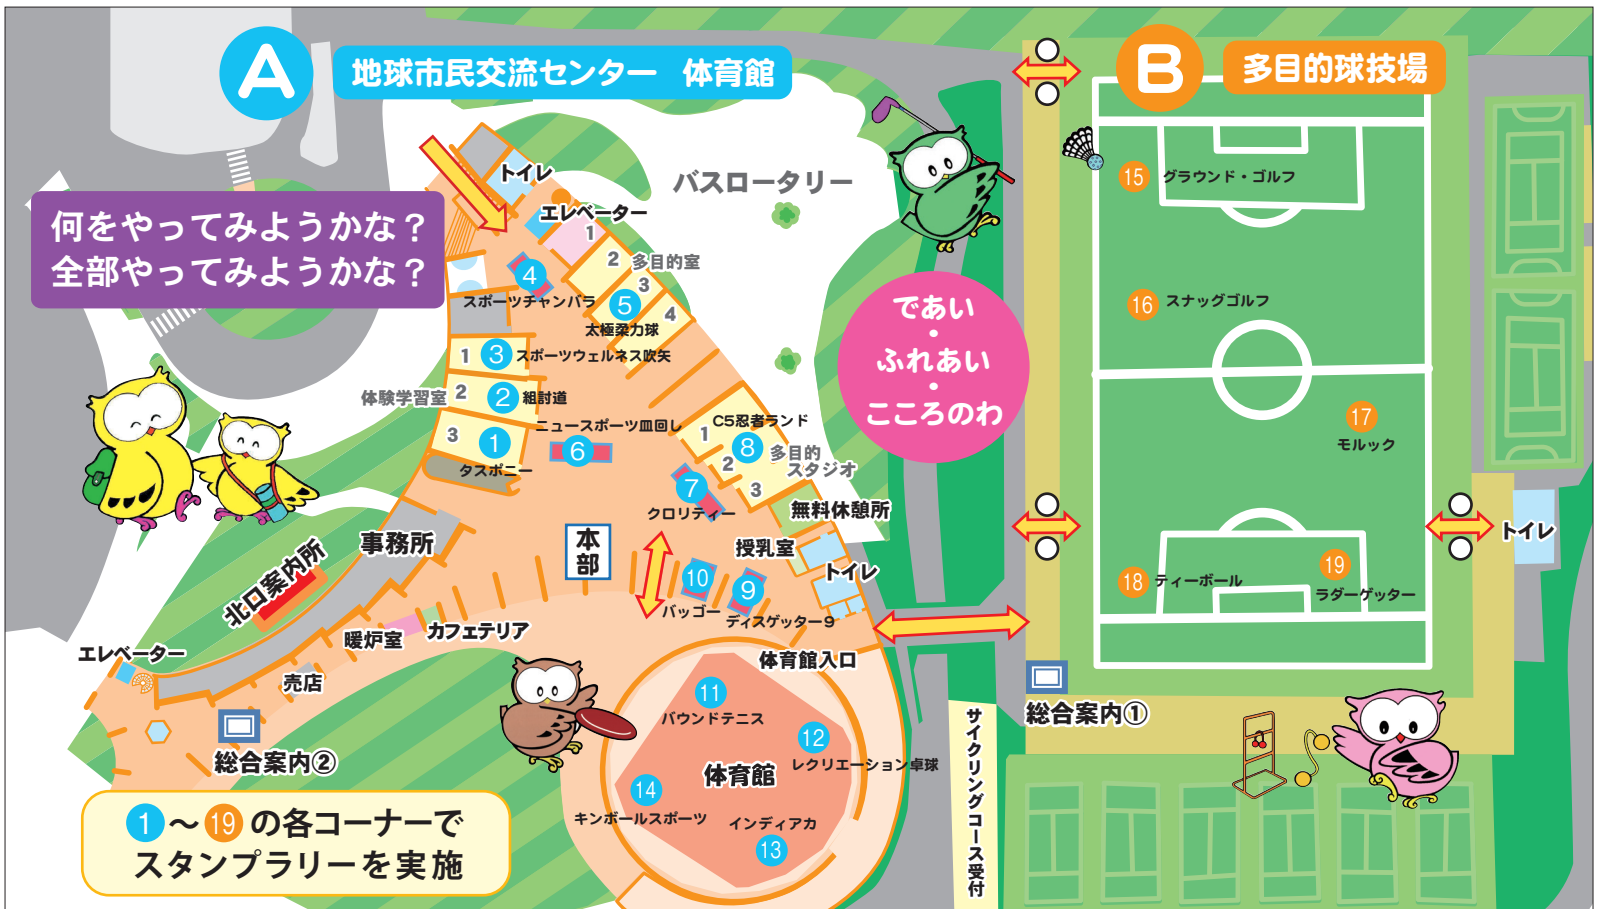 A 地球市民交流センター 体育館
B 多目的球技場
何をやってみようかな？
全部やってみようかな？
トイレ
エレベーター
バスロータリー
1
2
多目的室
3
4
4
スポーツチャンバラ
5
太極柔力球
1
3
スポーツウェルネス吹矢
体験学習室
2
2
組討道
3
1
タスポニー
ニュースポーツ皿回し
6
C5忍者ランド
1
8
2
多目的
スタジオ
3
7
クロリティー
無料休憩所
授乳室
トイレ
本部
10
バッゴー
9
ディスゲッター9
事務所
北口案内所
カフェテリア
暖炉室
売店
エレベーター
総合案内②
体育館入口
11
バウンドテニス
12
レクリエーション卓球
体育館
14
キンボールスポーツ
インディアカ
13
であい
・
ふれあい
・
こころのわ
15
グラウンド・ゴルフ
16
スナッグゴルフ
17
モルック
18
ティーボール
19
ラダーゲッター
トイレ
総合案内①
サイクリングコース受付
1～19の各コーナーで
スタンプラリーを実施